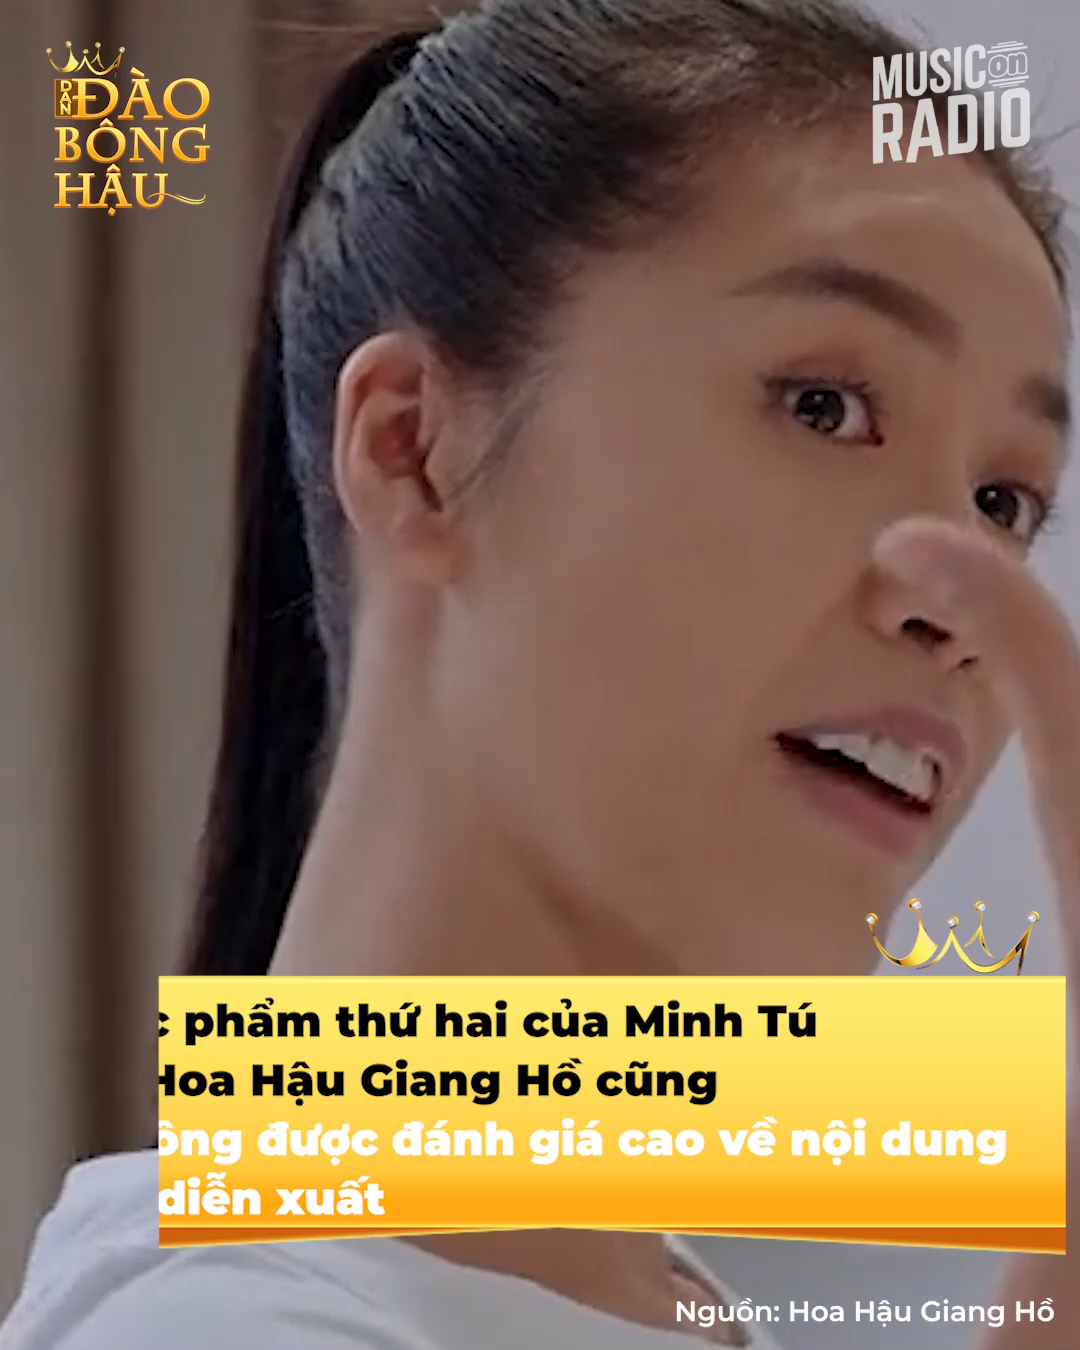 DÀN ĐÀO
BÔNG
HẬU
MUSIC on
RADIO
phẩm thứ hai của Minh Tú
Hoa Hậu Giang Hồ cũng
được đánh giá cao về nội dung
diễn xuất
Nguồn: Hoa Hậu Giang Hồ